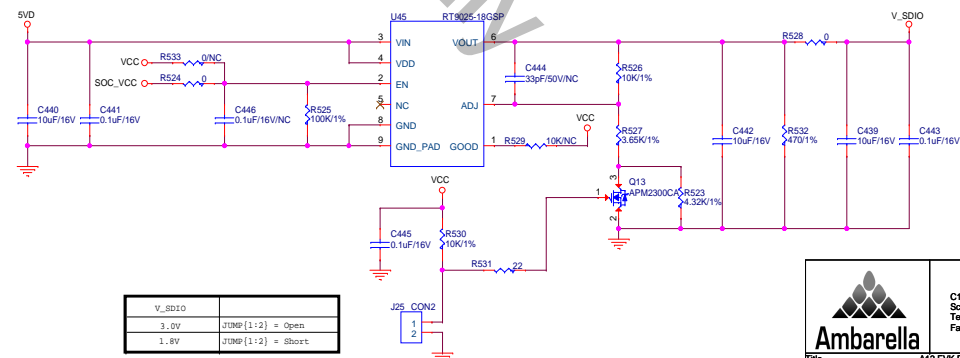 5VD
U45 RT9025-18GSP
V_SDIO
3 VIN VOUT 6
R528 0
VCC R533 0/NC
4 VDD
SOC_VCC R524 0
2 EN
C444
33pF/50V/NC
R526
10K/1%
5 NC ADJ 7
C440
10uF/16V
C441
0.1uF/16V
C446
0.1uF/16V/NC
R525
100K/1%
8 GND
VCC
R527
3.65K/1%
C442
10uF/16V
R532
470/1%
C439
10uF/16V
C443
0.1uF/16V
9 GND_PAD GOOD 1
R529 10K/NC
VCC
3
Q13
APM2300CA
1
2
R523
4.32K/1%
C445
0.1uF/16V
R530
10K/1%
R531 22
J25 CON2
1
2
V_SDIO
3.0V JUMP{1:2} = Open
1.8V JUMP{1:2} = Short
Ambarella
C1
Sc
Te
Fa